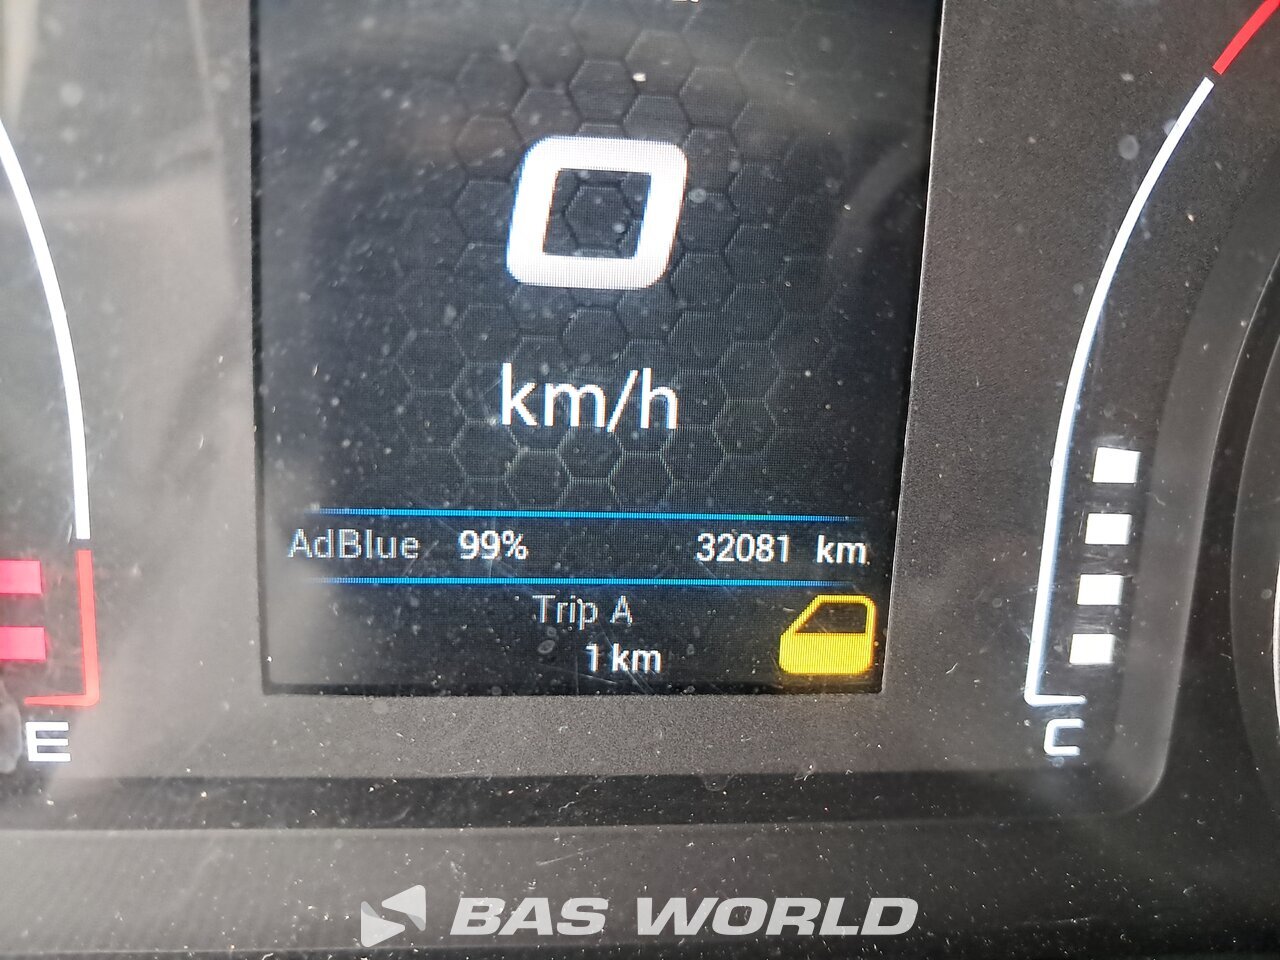 0
km/h
AdBlue 99% 32081 km
Trip A
1 km
E
C
BAS WORLD